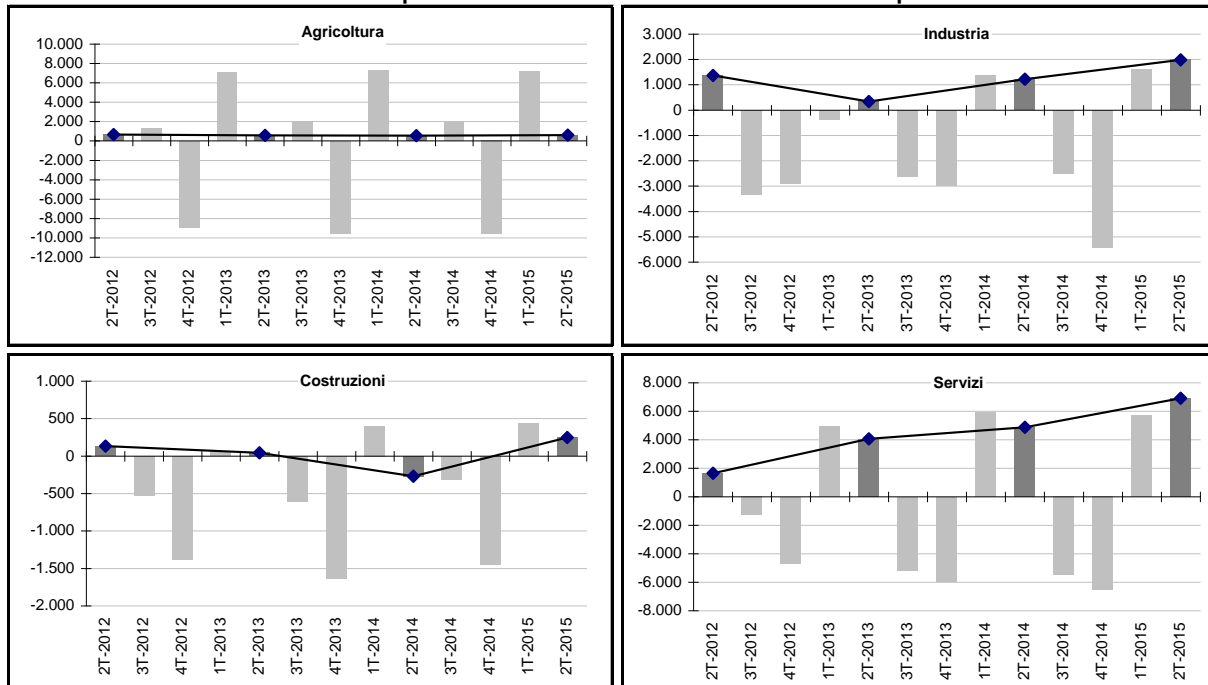 Agricoltura
10.000
8.000
6.000
4.000
2.000
0
-2.000
-4.000
-6.000
-8.000
-10.000
-12.000
2T-2012
3T-2012
4T-2012
1T-2013
2T-2013
3T-2013
4T-2013
1T-2014
2T-2014
3T-2014
4T-2014
1T-2015
2T-2015
Industria
3.000
2.000
1.000
0
-1.000
-2.000
-3.000
-4.000
-5.000
-6.000
2T-2012
3T-2012
4T-2012
1T-2013
2T-2013
3T-2013
4T-2013
1T-2014
2T-2014
3T-2014
4T-2014
1T-2015
2T-2015
Costruzioni
1.000
500
0
-500
-1.000
-1.500
-2.000
2T-2012
3T-2012
4T-2012
1T-2013
2T-2013
3T-2013
4T-2013
1T-2014
2T-2014
3T-2014
4T-2014
1T-2015
2T-2015
Servizi
8.000
6.000
4.000
2.000
0
-2.000
-4.000
-6.000
-8.000
2T-2012
3T-2012
4T-2012
1T-2013
2T-2013
3T-2013
4T-2013
1T-2014
2T-2014
3T-2014
4T-2014
1T-2015
2T-2015